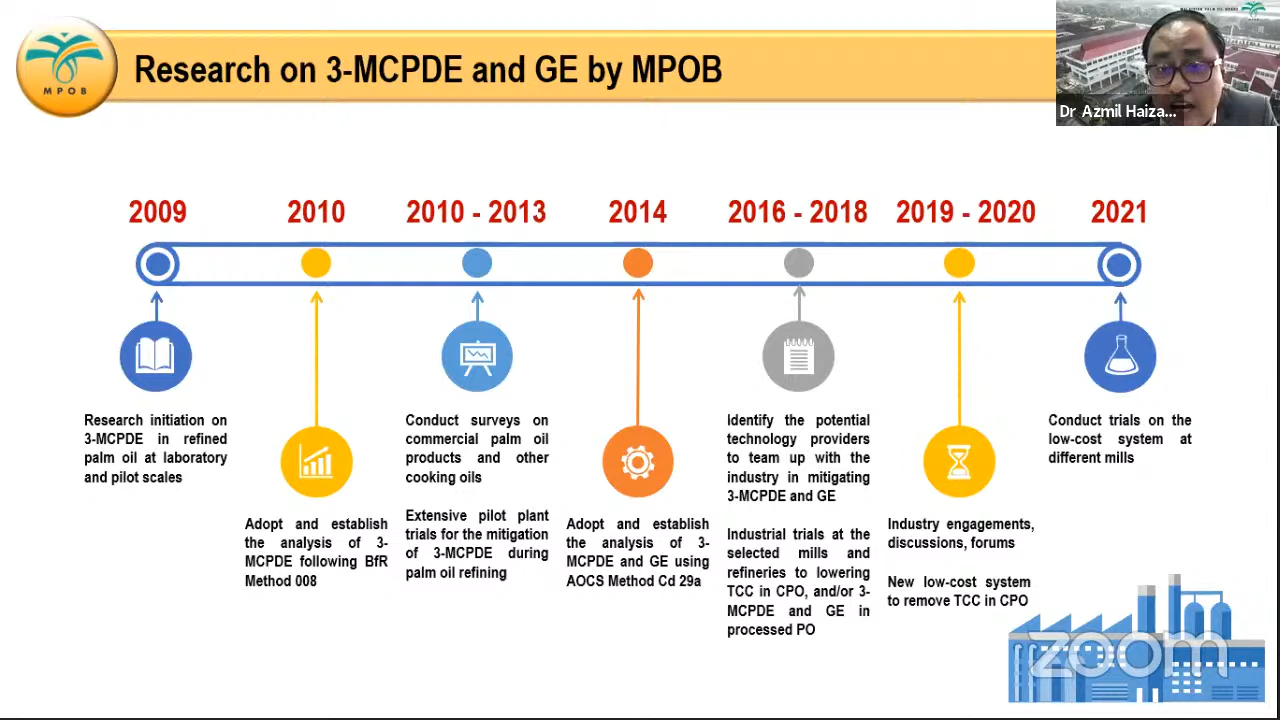 MPOB
Research on 3-MCPDE and GE by MPOB
MALAYSIAN PALM OIL BOARD
MPOB
Dr Azmil Haiza...
2009
2010
2010 - 2013
2014
2016 - 2018
2019 - 2020
2021
Research initiation on
3-MCPDE in refined
palm oil at laboratory
and pilot scales
Adopt and establish
the analysis of 3-
MCPDE following BfR
Method 008
Conduct surveys on
commercial palm oil
products and other
cooking oils
Extensive pilot plant
trials for the mitigation
of 3-MCPDE during
palm oil refining
Adopt and establish
the analysis of 3-
MCPDE and GE using
AOCS Method Cd 29a
Identify the potential
technology providers
to team up with the
industry in mitigating
3-MCPDE and GE
Industrial trials at the
selected mills and
refineries to lowering
TCC in CPO, and/or 3-
MCPDE and GE in
processed PO
Industry engagements,
discussions, forums
New low-cost system
to remove TCC in CPO
Conduct trials on the
low-cost system at
different mills
zoom